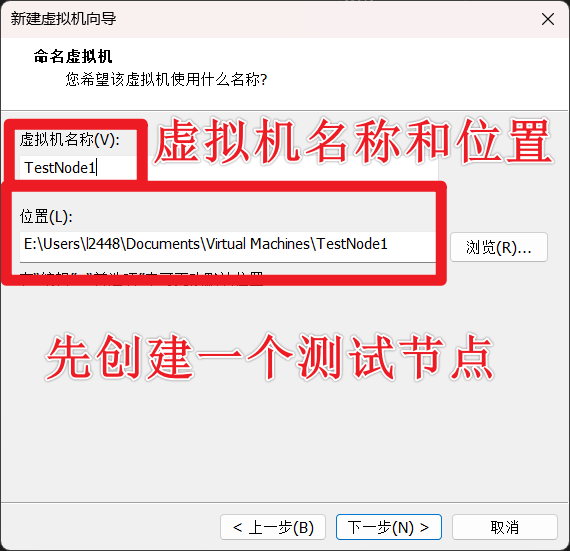 新建虚拟机向导
命名虚拟机
您希望该虚拟机使用什么名称?
虚拟机名称(V):
虚拟机名称和位置
TestNode1
位置(L):
E:\Users\l2448\Documents\Virtual Machines\TestNode1
浏览(R)...
先创建一个测试节点
< 上一步(B)
下一步(N) >
取消